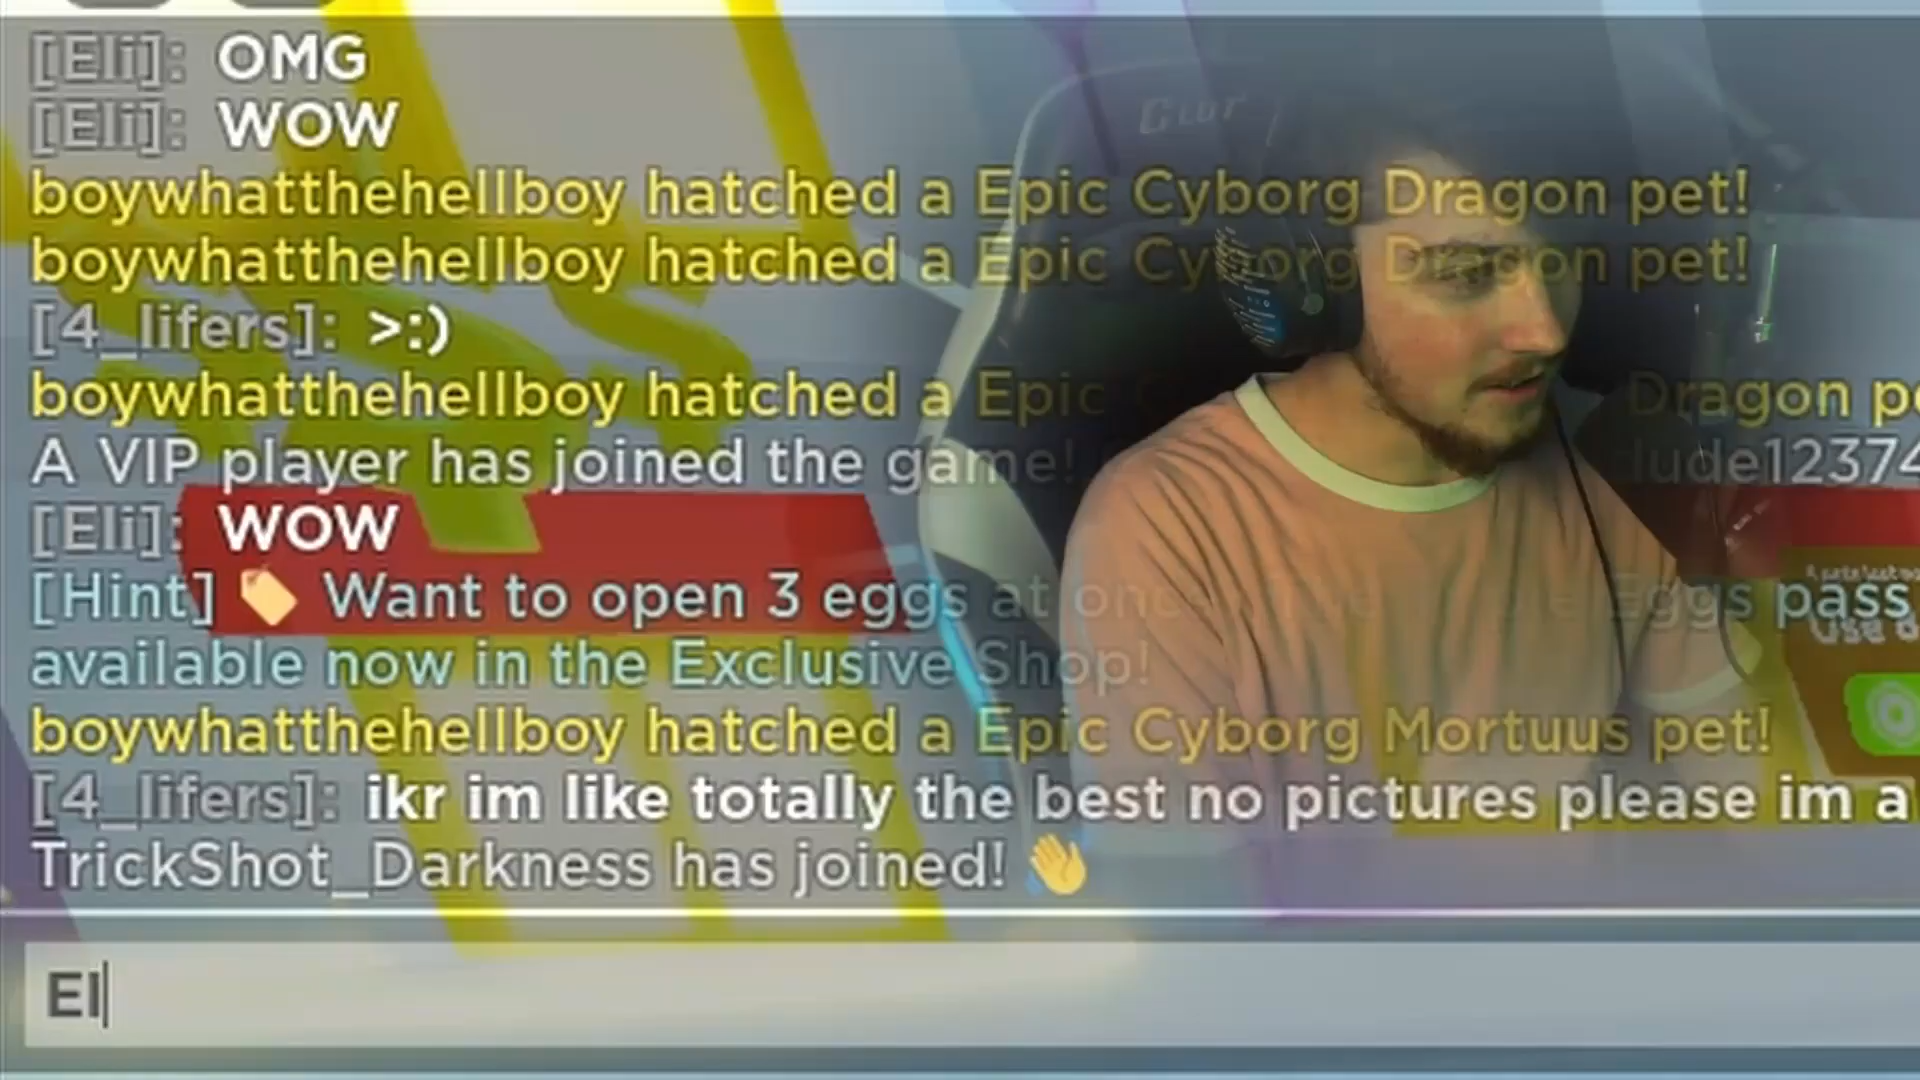 [Eli]: OMG
[Eli]: WOW
boywhatthehellboy hatched a Epic Cyborg Dragon pet!
boywhatthehellboy hatched a Epic Cyborg Dragon pet!
[4_lifers]: >:)
boywhatthehellboy hatched a Epic Dragon
A VIP player has joined the game!
[Eli]: WOW
[Hint] 🏷️ Want to open 3 eggs at Eggs pass
available now in the Exclusive Shop!
boywhatthehellboy hatched a Epic Cyborg Mortuus pet!
[4_lifers]: ikr im like totally the best no pictures please im a
TrickShot_Darkness has joined! 👋
El